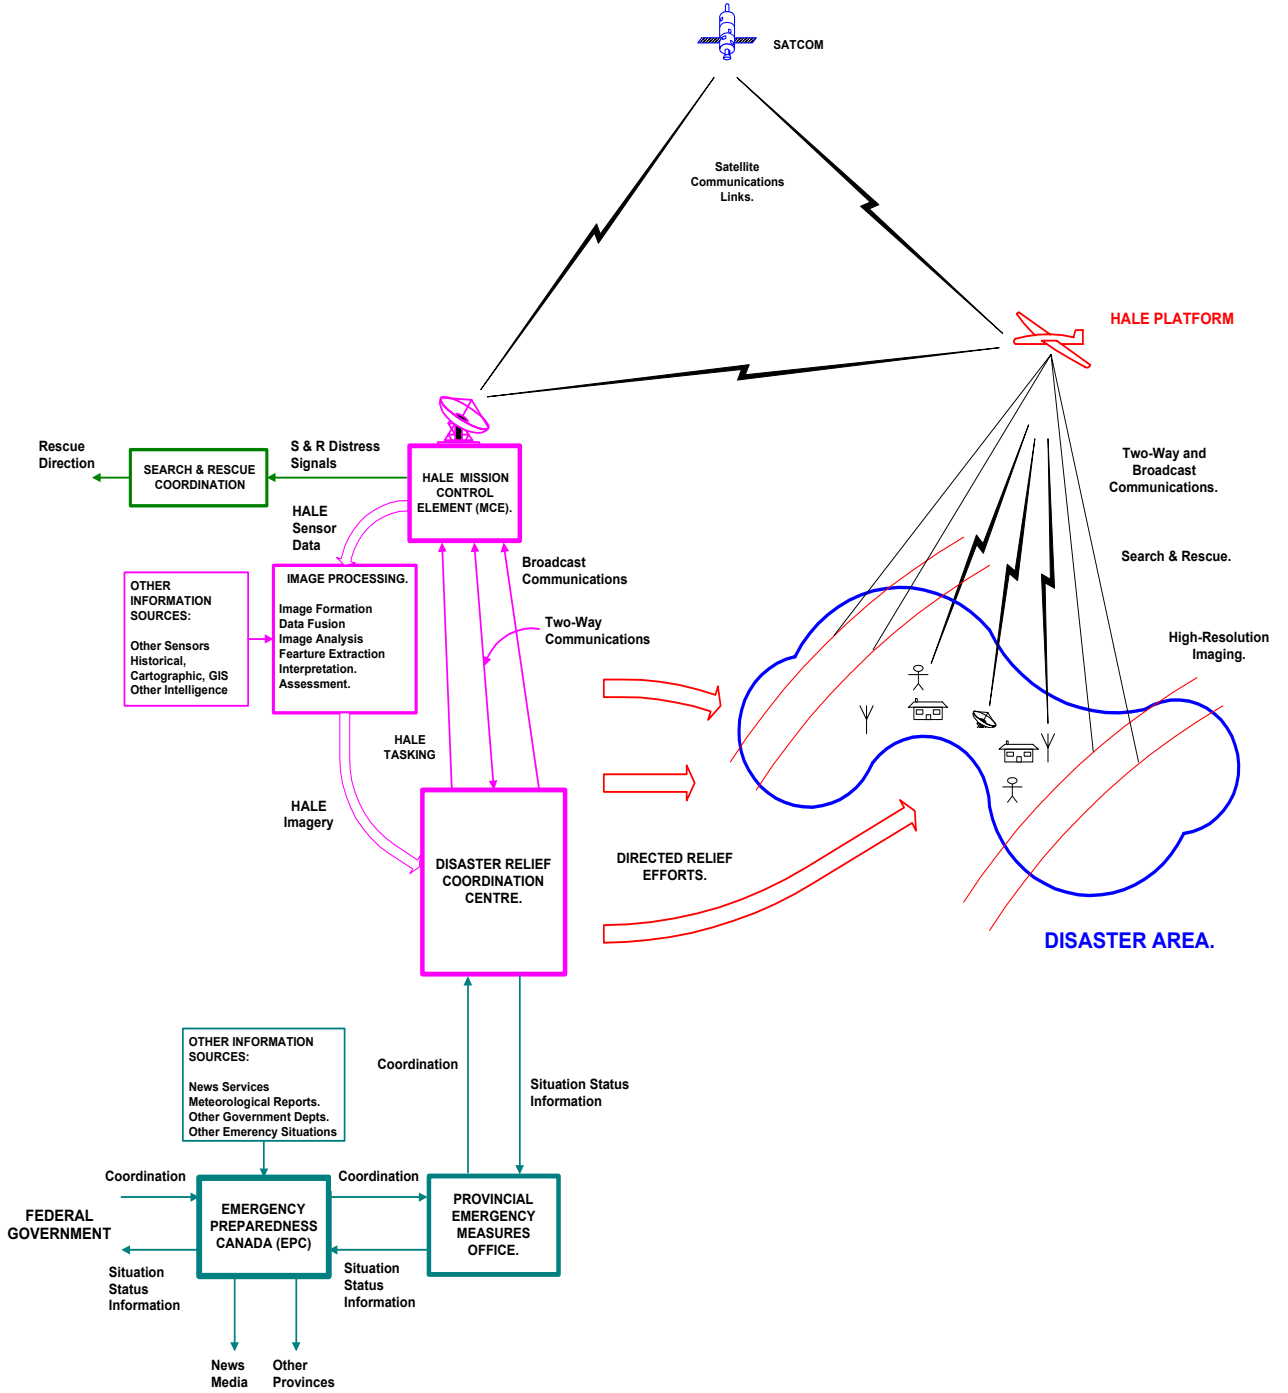 SATCOM
Satellite
Communications
Links.
HALE PLATFORM
Rescue
Direction
SEARCH & RESCUE
COORDINATION
S & R Distress
Signals
HALE MISSION
CONTROL
ELEMENT (MCE).
Two-Way and
Broadcast
Communications.
HALE
Sensor
Data
Search & Rescue.
Broadcast
Communications
OTHER
INFORMATION
SOURCES:
Other Sensors
Historical,
Cartographic, GIS
Other Intelligence
IMAGE PROCESSING.
Image Formation
Data Fusion
Image Analysis
Fearture Extraction
Interpretation.
Assessment.
Two-Way
Communications
High-Resolution
Imaging.
HALE
TASKING
HALE
Imagery
DISASTER RELIEF
COORDINATION
CENTRE.
DIRECTED RELIEF
EFFORTS.
DISASTER AREA.
OTHER INFORMATION
SOURCES:
News Services
Meteorological Reports.
Other Government Depts.
Other Emerency Situations
Coordination
Situation Status
Information
Coordination
Coordination
FEDERAL
GOVERNMENT
EMERGENCY
PREPAREDNESS
CANADA (EPC)
PROVINCIAL
EMERGENCY
MEASURES
OFFICE.
Situation
Status
Information
Situation
Status
Information
News
Media
Other
Provinces